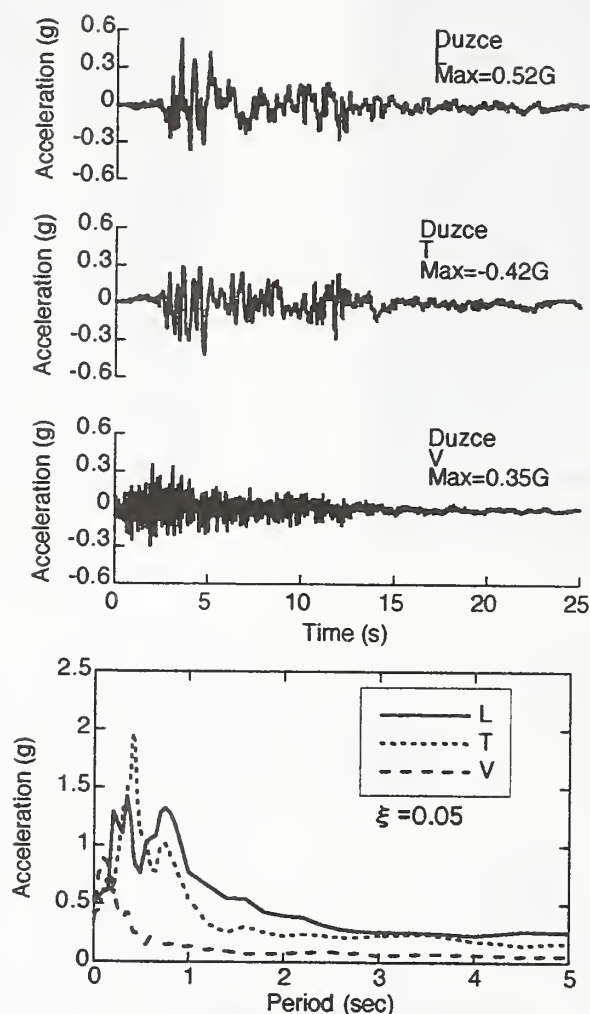 0.6
0.3
0
-0.3
-0.6
Acceleration (g)
Duzce
L
Max=0.52G
0.6
0.3
0
-0.3
-0.6
Acceleration (g)
Duzce
T
Max=-0.42G
0.6
0.3
0
-0.3
-0.6
Acceleration (g)
Duzce
V
Max=0.35G
0 5 10 15 20 25
Time (s)
2.5
2
1.5
1
0.5
0
Acceleration (g)
L
T
V
ξ =0.05
0 1 2 3 4 5
Period (sec)